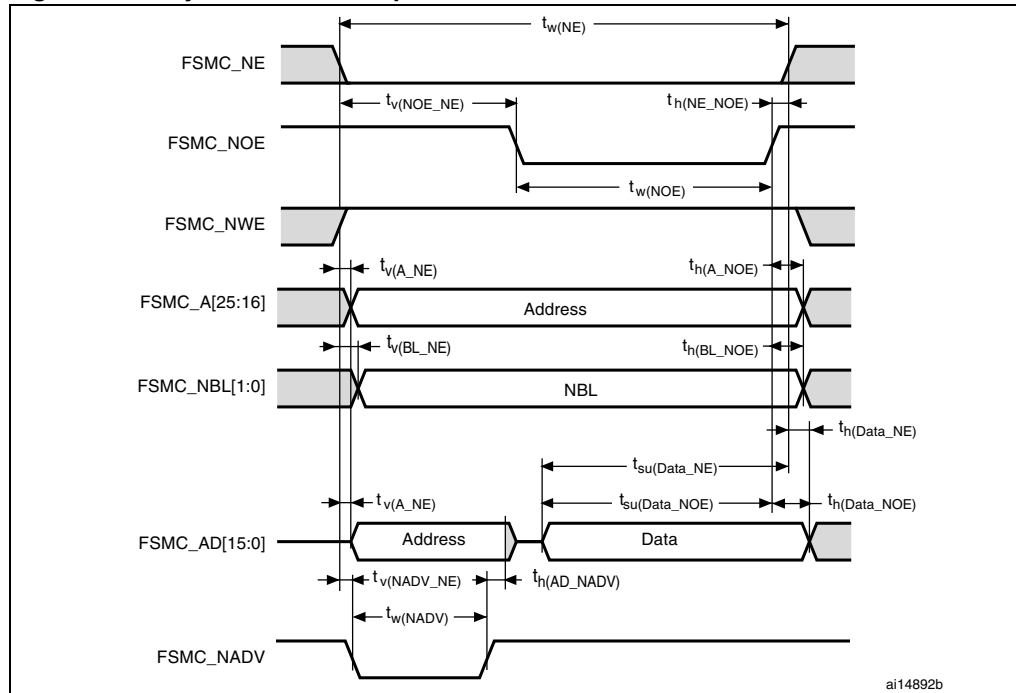 tw(NE)
FSMC_NE
tv(NOE_NE)
th(NE_NOE)
FSMC_NOE
tw(NOE)
FSMC_NWE
tv(A_NE)
th(A_NOE)
FSMC_A[25:16]
Address
tv(BL_NE)
th(BL_NOE)
FSMC_NBL[1:0]
NBL
th(Data_NE)
tsu(Data_NE)
tv(A_NE)
tsu(Data_NOE)
th(Data_NOE)
FSMC_AD[15:0]
Address
Data
tv(NADV_NE)
th(AD_NADV)
tw(NADV)
FSMC_NADV
ai14892b